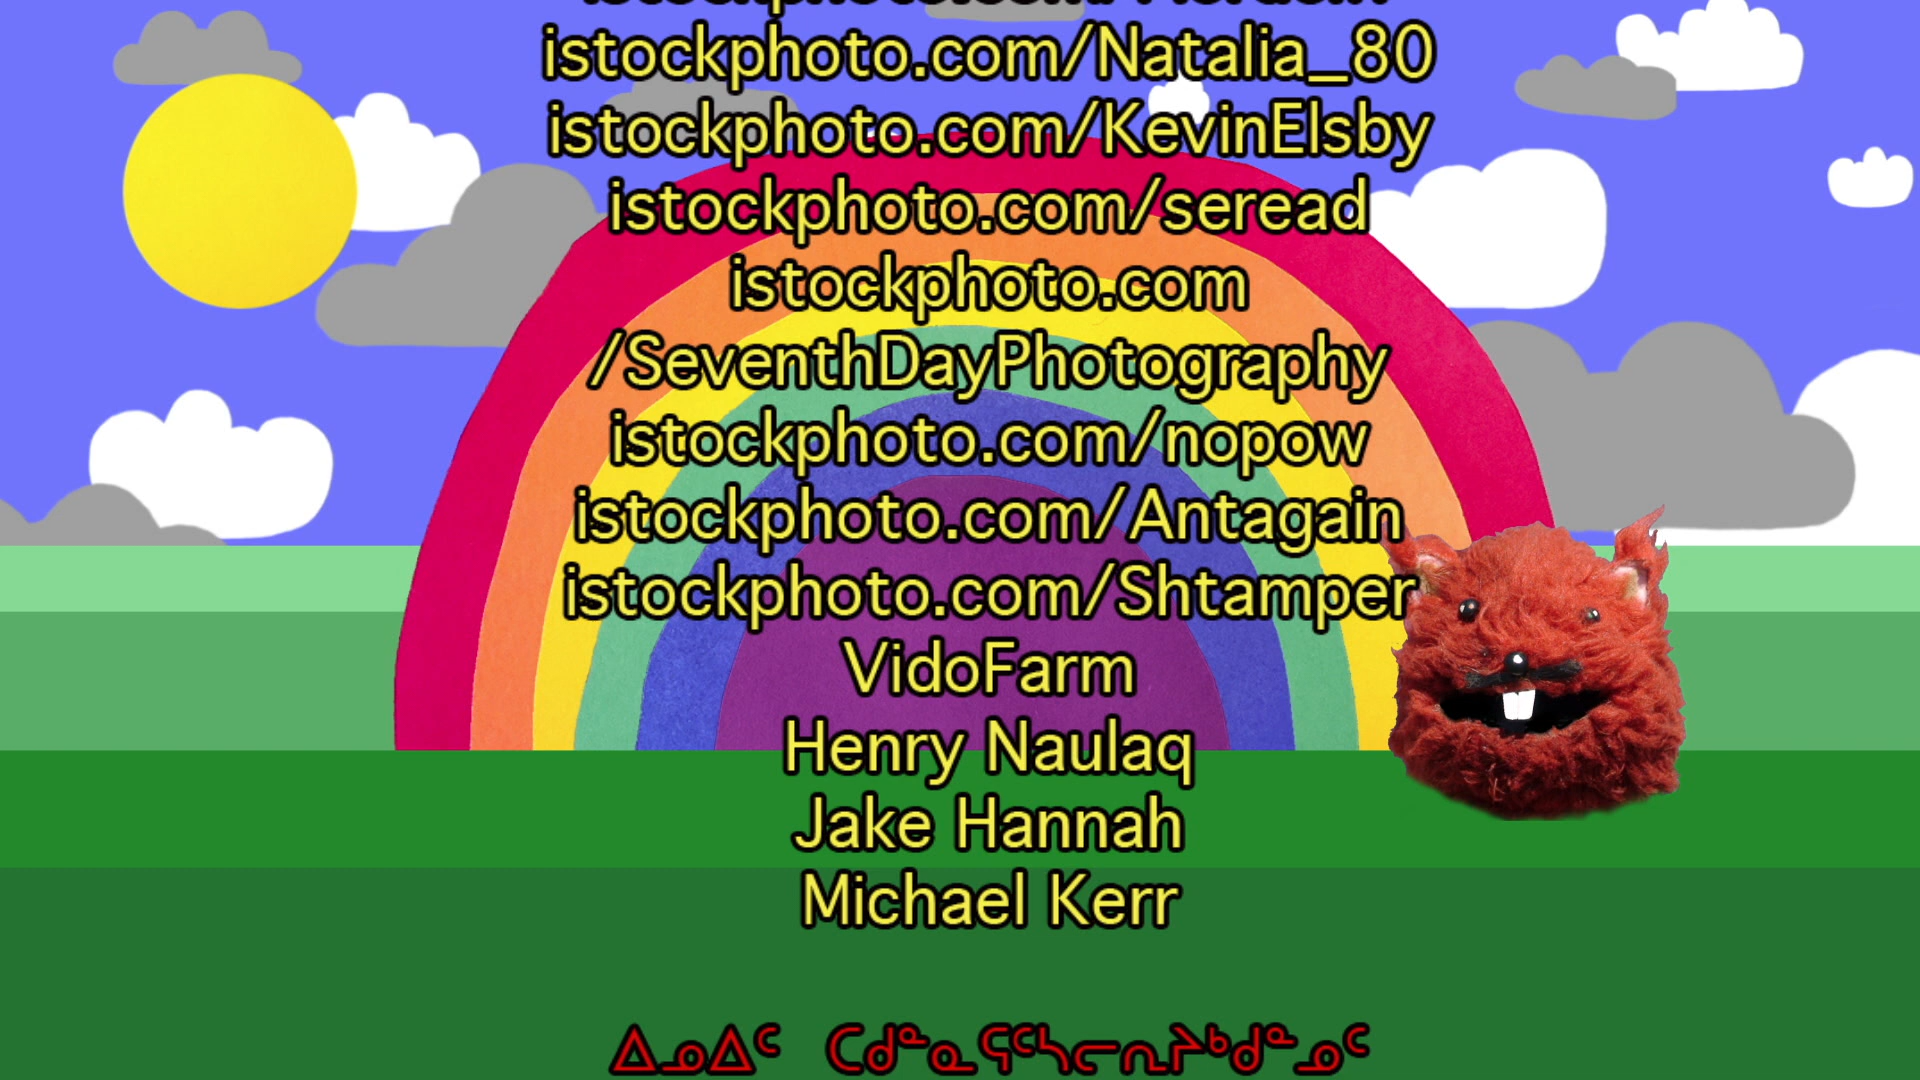 istockphoto.com/Natalia_80
istockphoto.com/KevinElsby
istockphoto.com/seread
istockphoto.com
/SeventhDayPhotography
istockphoto.com/nopow
istockphoto.com/Antagain
istockphoto.com/Shtamper
VidoFarm
Henry Naulaq
Jake Hannah
Michael Kerr
ᐃᓄᐃᑦ ᑕᑯᓐᓇᕋᑦᓴᓕᕆᔨᒃᑯᓐᓄᑦ